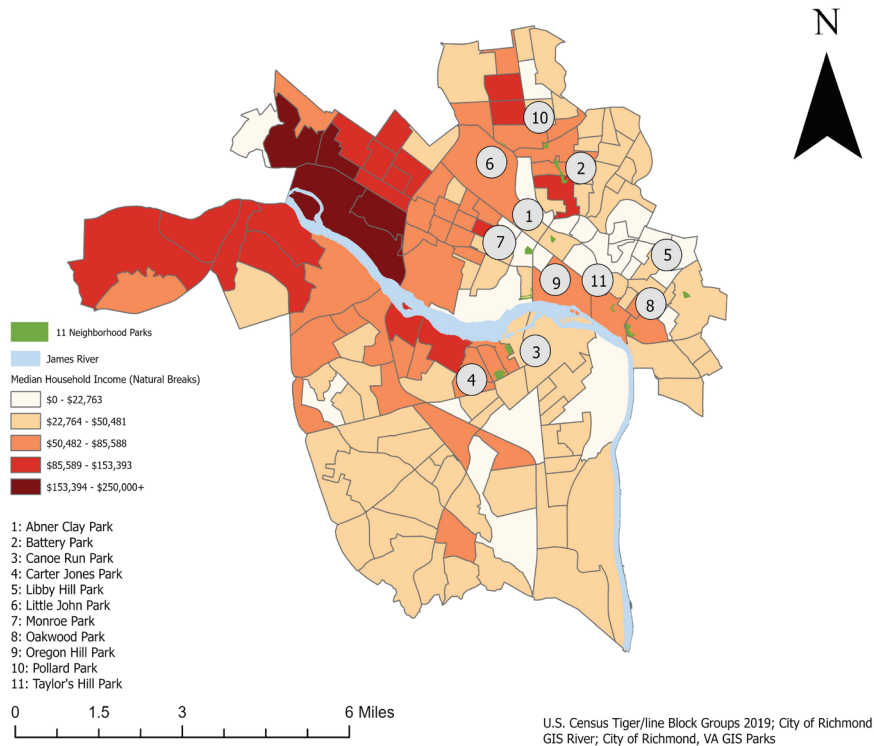 N
10
6
2
1
7
5
9
11
8
3
4
11 Neighborhood Parks
James River
Median Household Income (Natural Breaks)
$0 - $22,763
$22,764 - $50,481
$50,482 - $85,588
$85,589 - $153,393
$153,394 - $250,000+
1: Abner Clay Park
2: Battery Park
3: Canoe Run Park
4: Carter Jones Park
5: Libby Hill Park
6: Little John Park
7: Monroe Park
8: Oakwood Park
9: Oregon Hill Park
10: Pollard Park
11: Taylor's Hill Park
0 1.5 3 6 Miles
U.S. Census Tiger/line Block Groups 2019; City of Richmond
GIS River; City of Richmond, VA GIS Parks